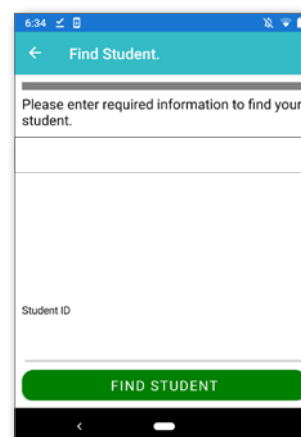 6:34
Find Student.
Please enter required information to find your
student.
Student ID
FIND STUDENT